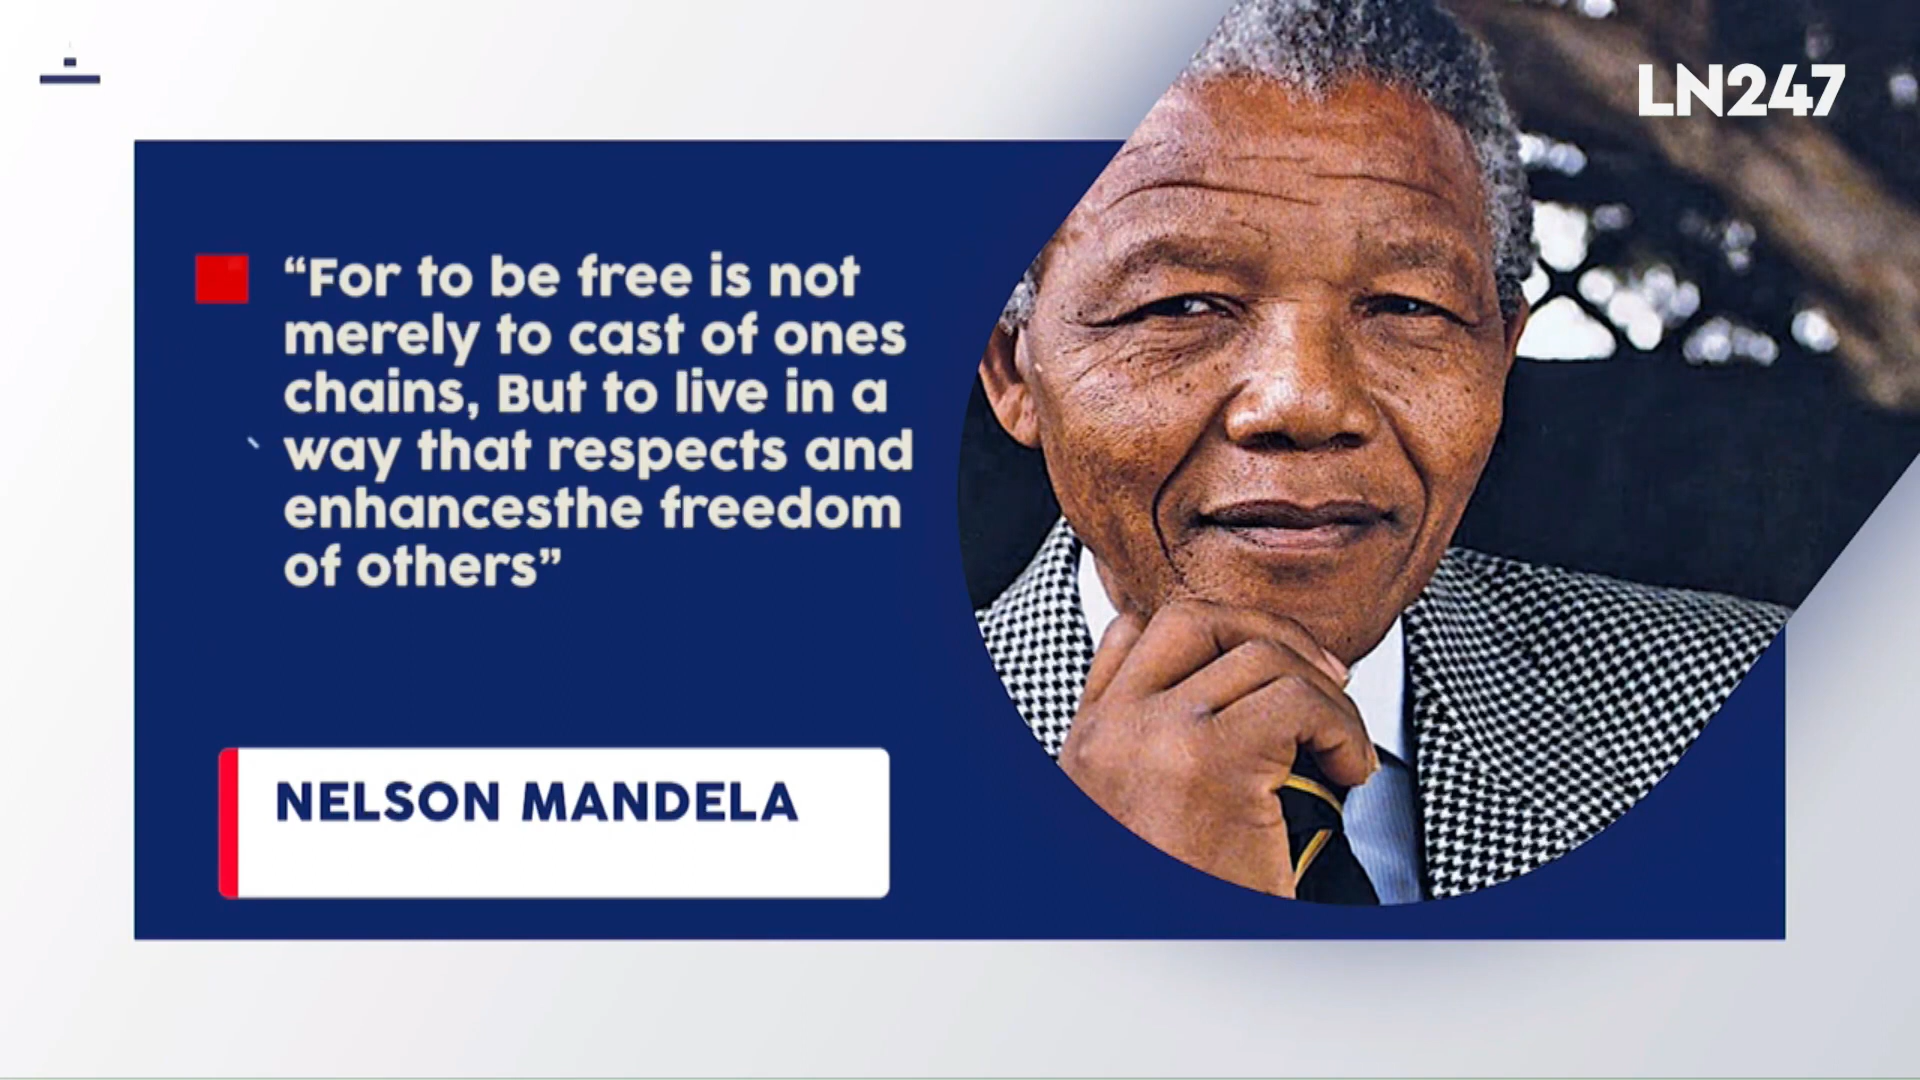 LN247
“For to be free is not
merely to cast of ones
chains, But to live in a
way that respects and
enhancesthe freedom
of others”
NELSON MANDELA